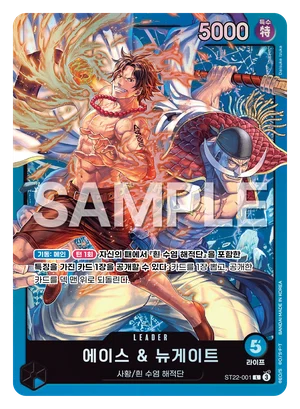 5000
특수
特
SAMPLE
기동: 메인 턴 1회 자신의 패에서 『흰 수염 해적단』을 포함한
특징을 가진 카드 1장을 공개할 수 있다: 카드를 1장 뽑고, 공개한
카드를 덱 맨 위로 되돌린다.
LEADER
에이스 & 뉴게이트
사황/흰 수염 해적단
5
라이프
ST22-001 L